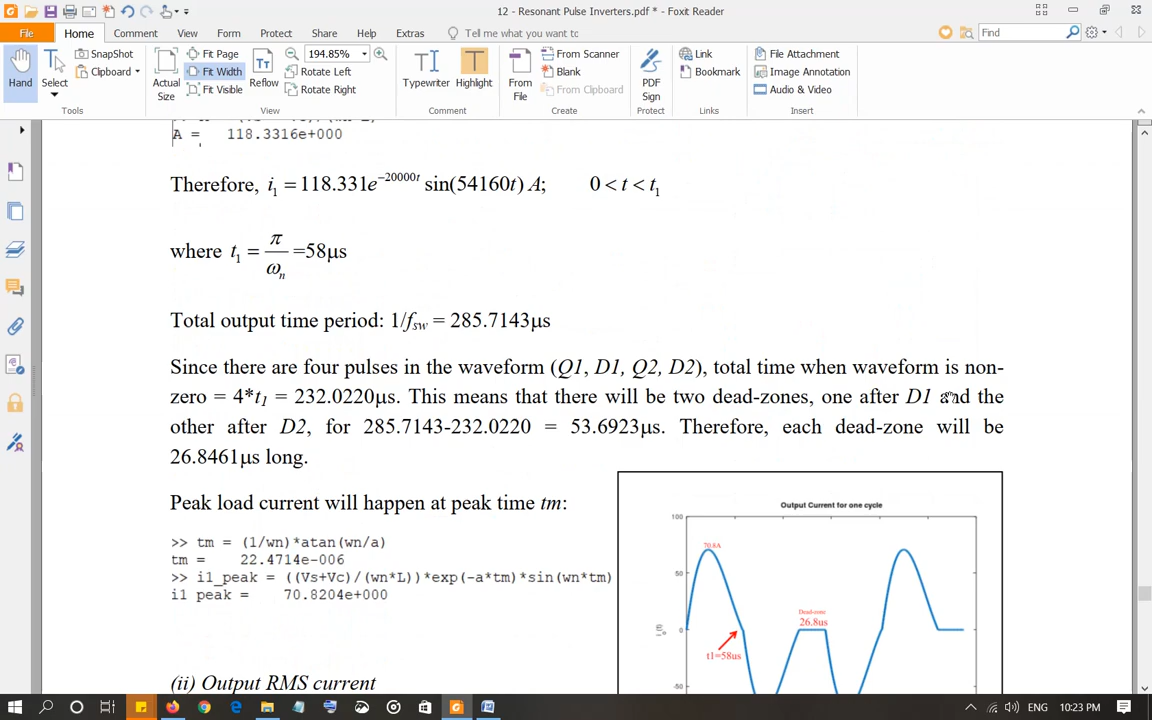 12 - Resonant Pulse Inverters.pdf * - Foxit Reader
File Home Comment View Form Protect Share Help Extras Tell me what you want to Find
Hand
Select
SnapShot
Clipboard
Tools
Actual
Size
Fit Page
Fit Width
Fit Visible
Reflow
194.85%
Rotate Left
Rotate Right
View
Typewriter
Highlight
Comment
From
File
From Scanner
Blank
From Clipboard
Create
PDF
Sign
Protect
Link
Bookmark
Links
File Attachment
Image Annotation
Audio & Video
Insert
A = 118.3316e+000
Therefore, i₁ = 118.331e^−20000t sin(54160t) A; 0 < t < t₁
where t₁ = π/ωₙ =58µs
Total output time period: 1/fsw = 285.7143µs
Since there are four pulses in the waveform (Q1, D1, Q2, D2), total time when waveform is non-
zero = 4*t1 = 232.0220µs. This means that there will be two dead-zones, one after D1 and the
other after D2, for 285.7143-232.0220 = 53.6923µs. Therefore, each dead-zone will be
26.8461µs long.
Peak load current will happen at peak time tm:
>> tm = (1/wn)*atan(wn/a)
tm = 22.4714e-006
>> i1_peak = ((Vs+Vc)/(wn*L))*exp(-a*tm)*sin(wn*tm)
i1 peak = 70.8204e+000
Output Current for one cycle
100
70.8A
50
Dead-zone
26.8us
0
i_o(t)
t1=58us
-50
(ii) Output RMS current
ENG 10:23 PM